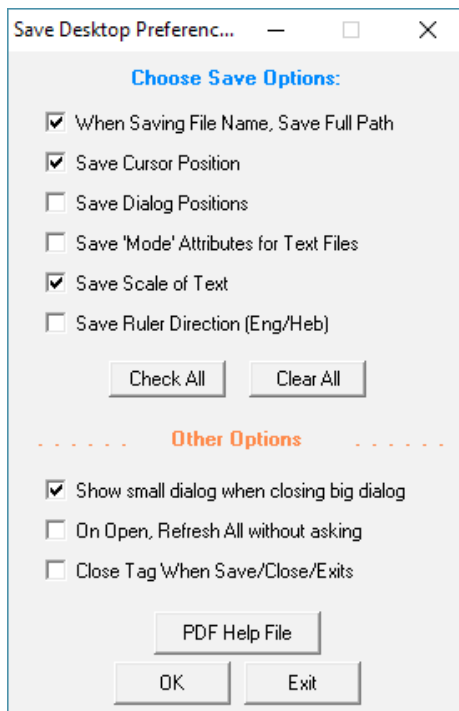 Save Desktop Preferenc...
Choose Save Options:
When Saving File Name, Save Full Path
Save Cursor Position
Save Dialog Positions
Save 'Mode' Attributes for Text Files
Save Scale of Text
Save Ruler Direction (Eng/Heb)
Check All Clear All
. . . . . . Other Options . . . . . .
Show small dialog when closing big dialog
On Open, Refresh All without asking
Close Tag When Save/Close/Exits
PDF Help File
OK Exit